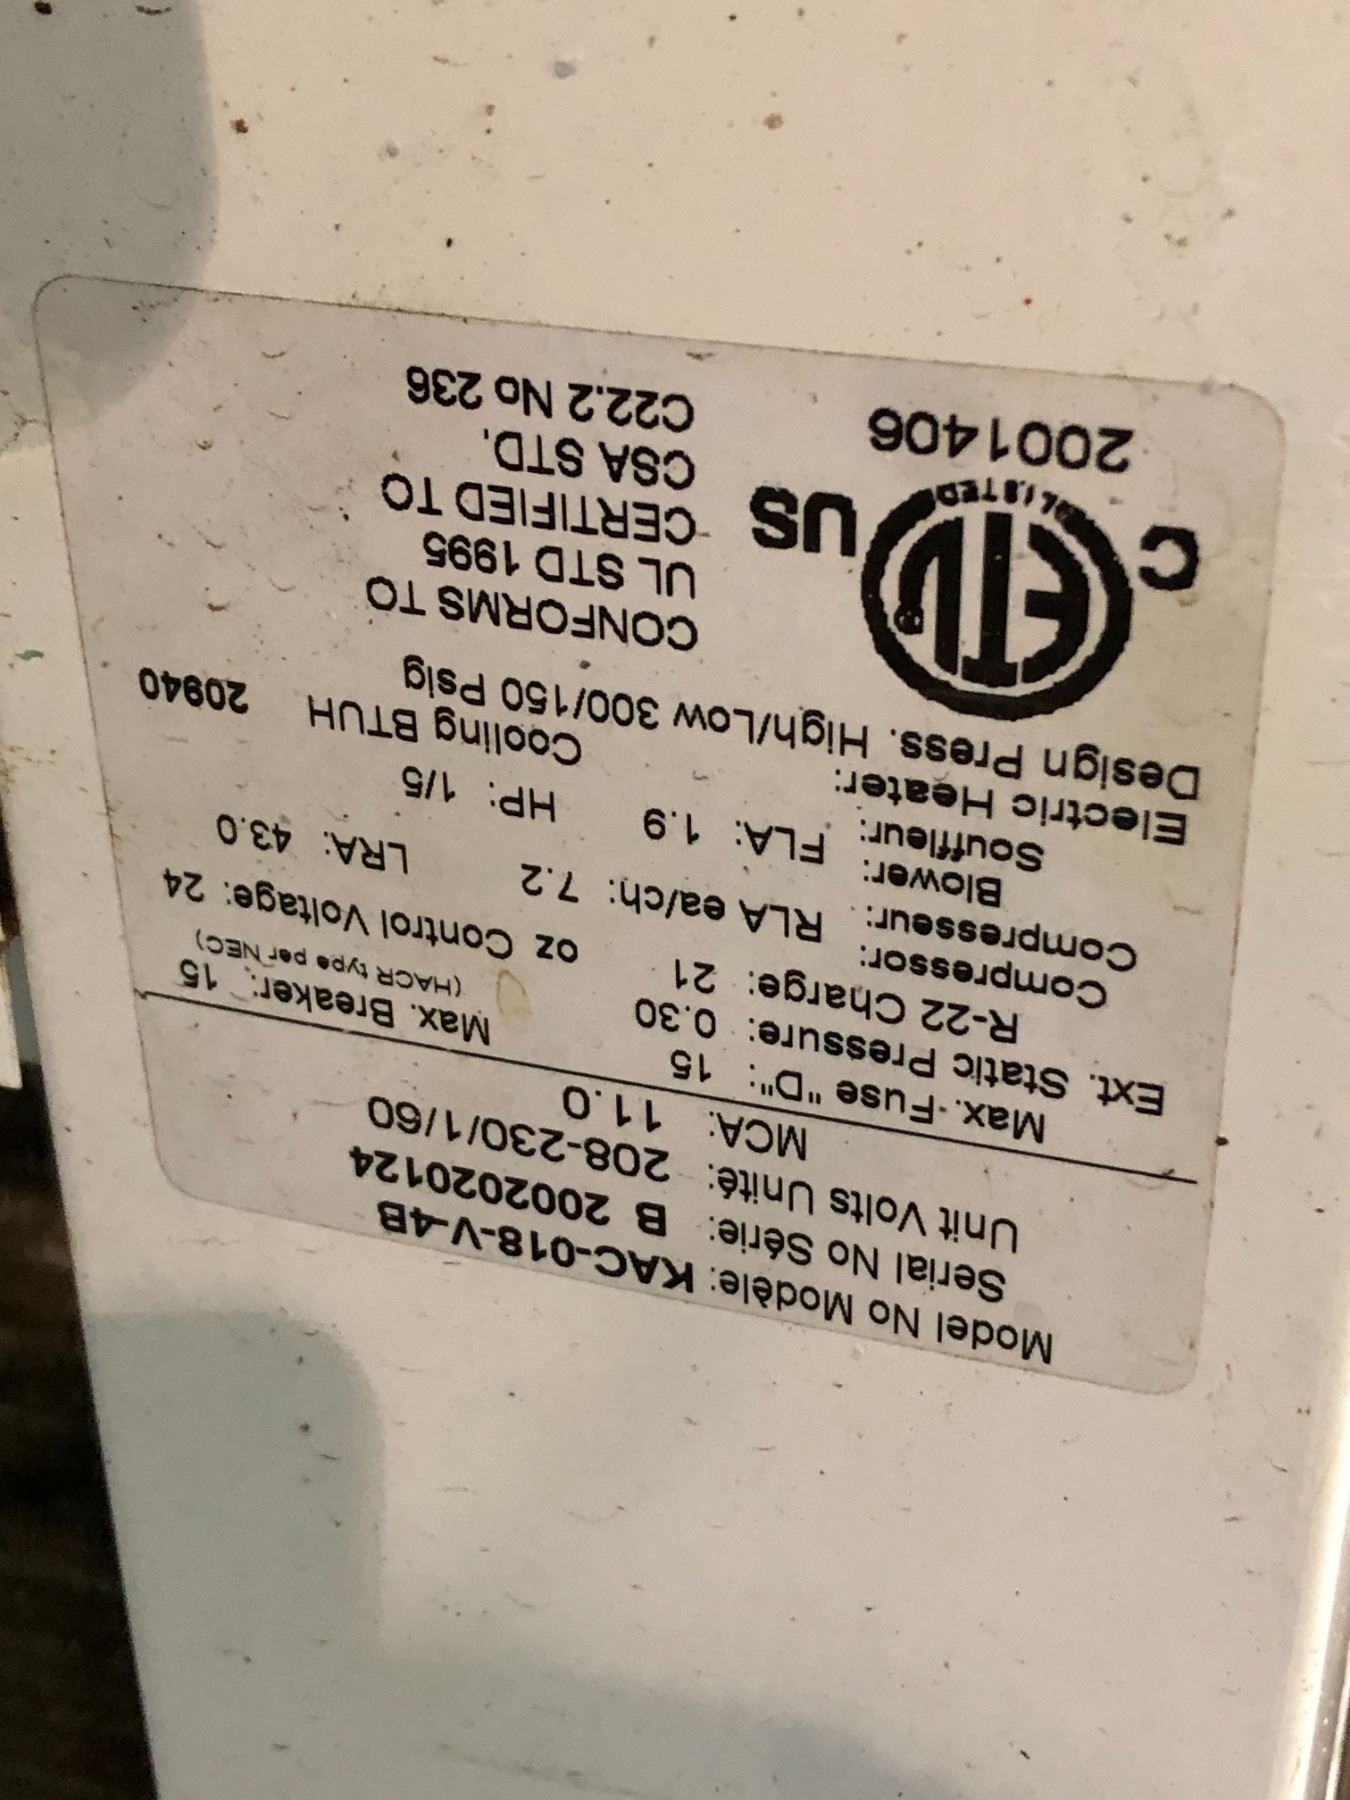 Model No Modèle: KAC-018-V-4B
Serial No Série: B 2002020124
Unit Volts Unité: 208-230/1/60
MCA: 11.0
Max. Fuse "D": 15 Max. Breaker: 15
(HACR type per NEC)
Ext. Static Pressure: 0.30
R-22 Charge: 21 oz Control Voltage: 24
Compressor:
Compresseur: RLA ea/ch: 7.2 LRA: 43.0
Blower:
Souffleur: FLA: 1.9 HP: 1/5
Electric Heater: Cooling BTUH 20940
Design Press. High/Low 300/150 Psig
C ETL LISTED US
2001406
CONFORMS TO
UL STD 1995
CERTIFIED TO
CSA STD.
C22.2 No 236